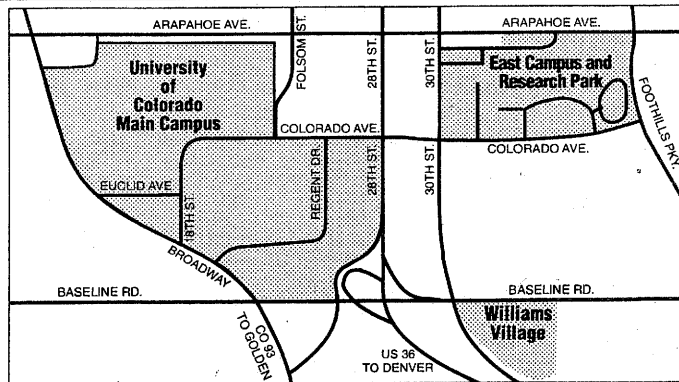 ARAPAHOE AVE.
ARAPAHOE AVE.
FOLSOM ST.
28TH ST.
30TH ST.
University
of
Colorado
Main Campus
East Campus and
Research Park
FOOTHILLS PKY.
COLORADO AVE.
COLORADO AVE.
EUCLID AVE.
18TH ST.
REGENT DR.
28TH ST.
30TH ST.
BROADWAY
BASELINE RD.
BASELINE RD.
Williams
Village
CO 93
TO GOLDEN
US 36
TO DENVER